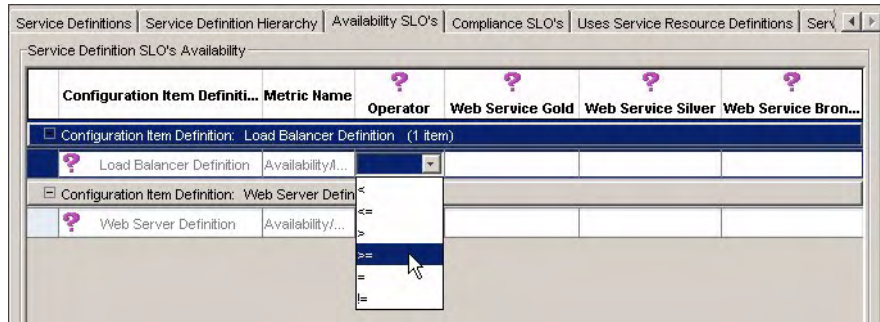 Service Definitions Service Definition Hierarchy Availability SLO's Compliance SLO's Uses Service Resource Definitions Serv
Service Definition SLO's Availability
Configuration Item Definiti... Metric Name Operator Web Service Gold Web Service Silver Web Service Bron...
Configuration Item Definition: Load Balancer Definition (1 item)
Load Balancer Definition Availability/l...
Configuration Item Definition: Web Server Defin
Web Server Definition Availability/...
<
<=
>
>=
=
!=